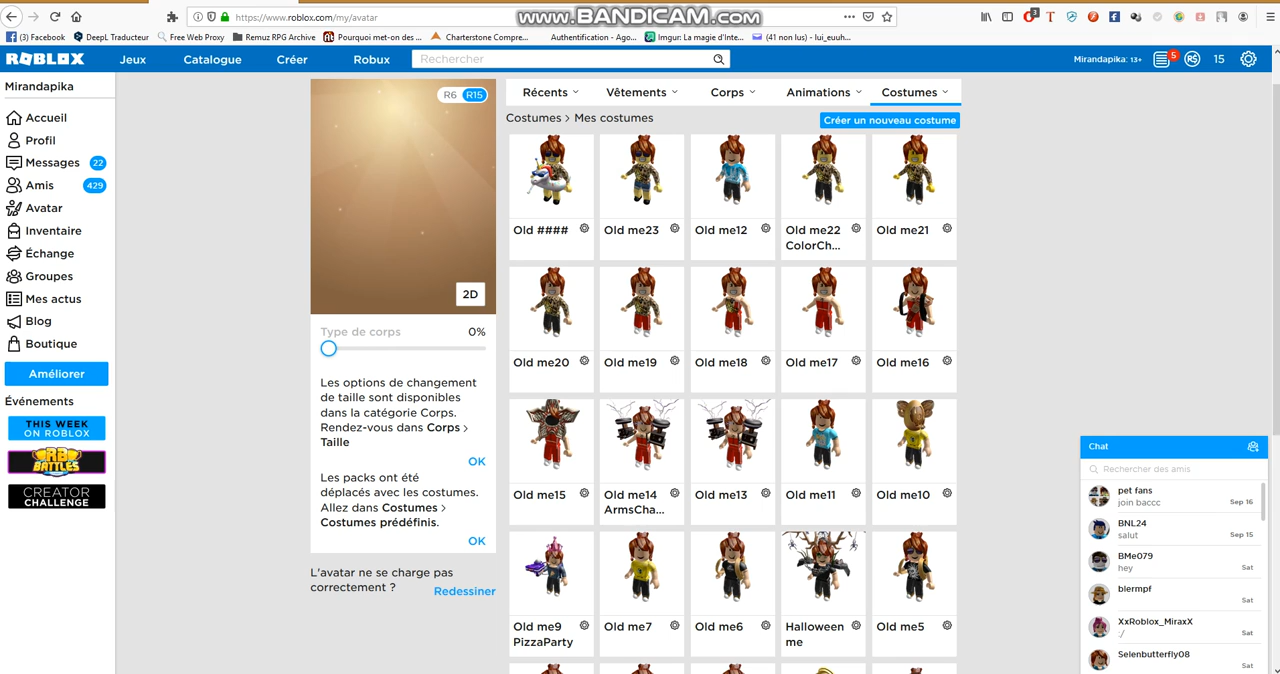 https://www.roblox.com/my/avatar
www.BANDICAM.com
(3) Facebook
DeepL Traducteur
Free Web Proxy
Remuz RPG Archive
Pourquoi met-on des ...
Charterstone Compre...
Authentification - Ago...
Imgur: La magie d'Inte...
(41 non lus) - lui_euuh...
ROBLOX
Jeux
Catalogue
Créer
Robux
Rechercher
Mirandapika: 13+
5
15
Mirandapika
Accueil
Profil
Messages 22
Amis 429
Avatar
Inventaire
Échange
Groupes
Mes actus
Blog
Boutique
Améliorer
Événements
THIS WEEK
ON ROBLOX
RB
BATTLES
CREATOR
CHALLENGE
R6 R15
2D
Type de corps 0%
Les options de changement
de taille sont disponibles
dans la catégorie Corps.
Rendez-vous dans Corps >
Taille
OK
Les packs ont été
déplacés avec les costumes.
Allez dans Costumes >
Costumes prédéfinis.
OK
L'avatar ne se charge pas
correctement ?
Redessiner
Récents
Vêtements
Corps
Animations
Costumes
Costumes > Mes costumes
Créer un nouveau costume
Old ####
Old me23
Old me12
Old me22
ColorCh...
Old me21
Old me20
Old me19
Old me18
Old me17
Old me16
Old me15
Old me14
ArmsCha...
Old me13
Old me11
Old me10
Old me9
PizzaParty
Old me7
Old me6
Halloween
me
Old me5
Chat
Rechercher des amis
pet fans
join baccc Sep 16
BNL24
salut Sep 15
BMe079
hey Sat
blermpf
Sat
XxRoblox_MiraxX
:/ Sat
Selenbutterfly08
Sat